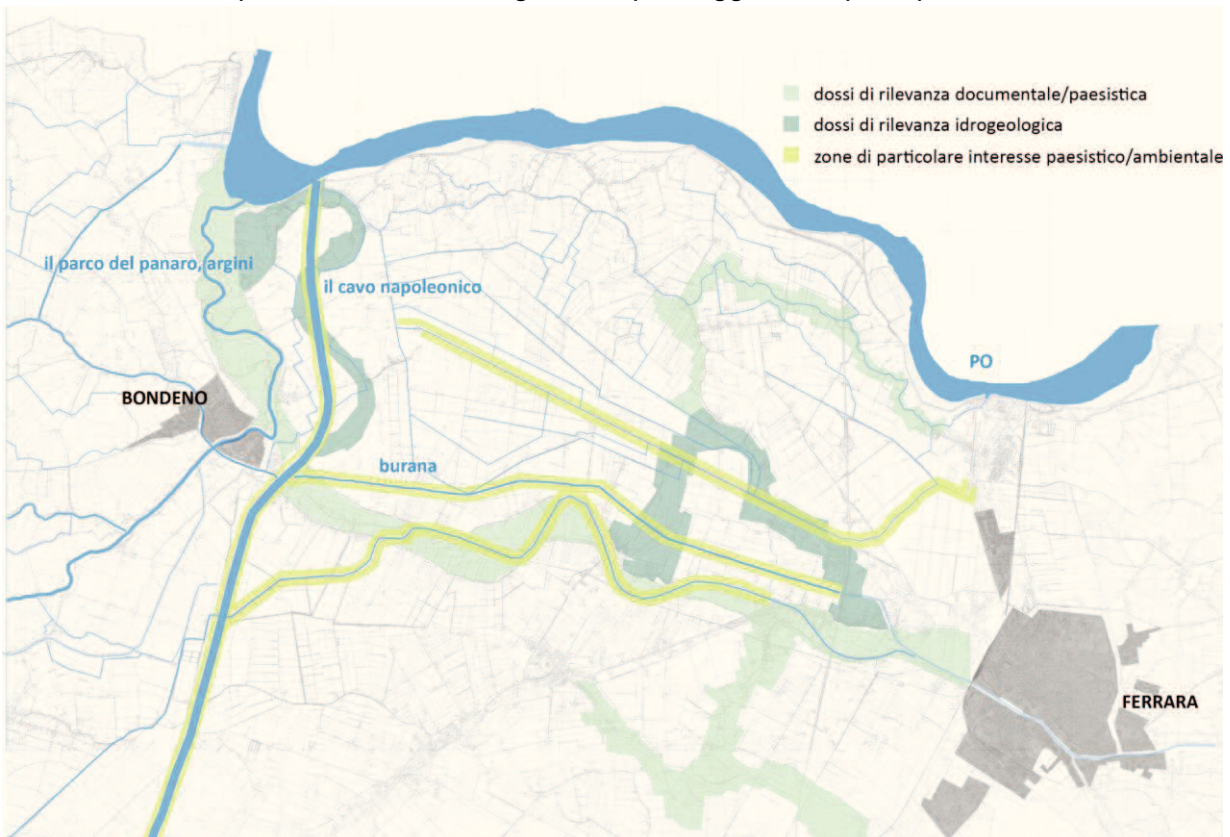 dossi di rilevanza documentale/paesistica
dossi di rilevanza idrogeologica
zone di particolare interesse paesistico/ambientale
il parco del panaro, argini
il cavo napoleonico
PO
BONDENO
burana
FERRARA